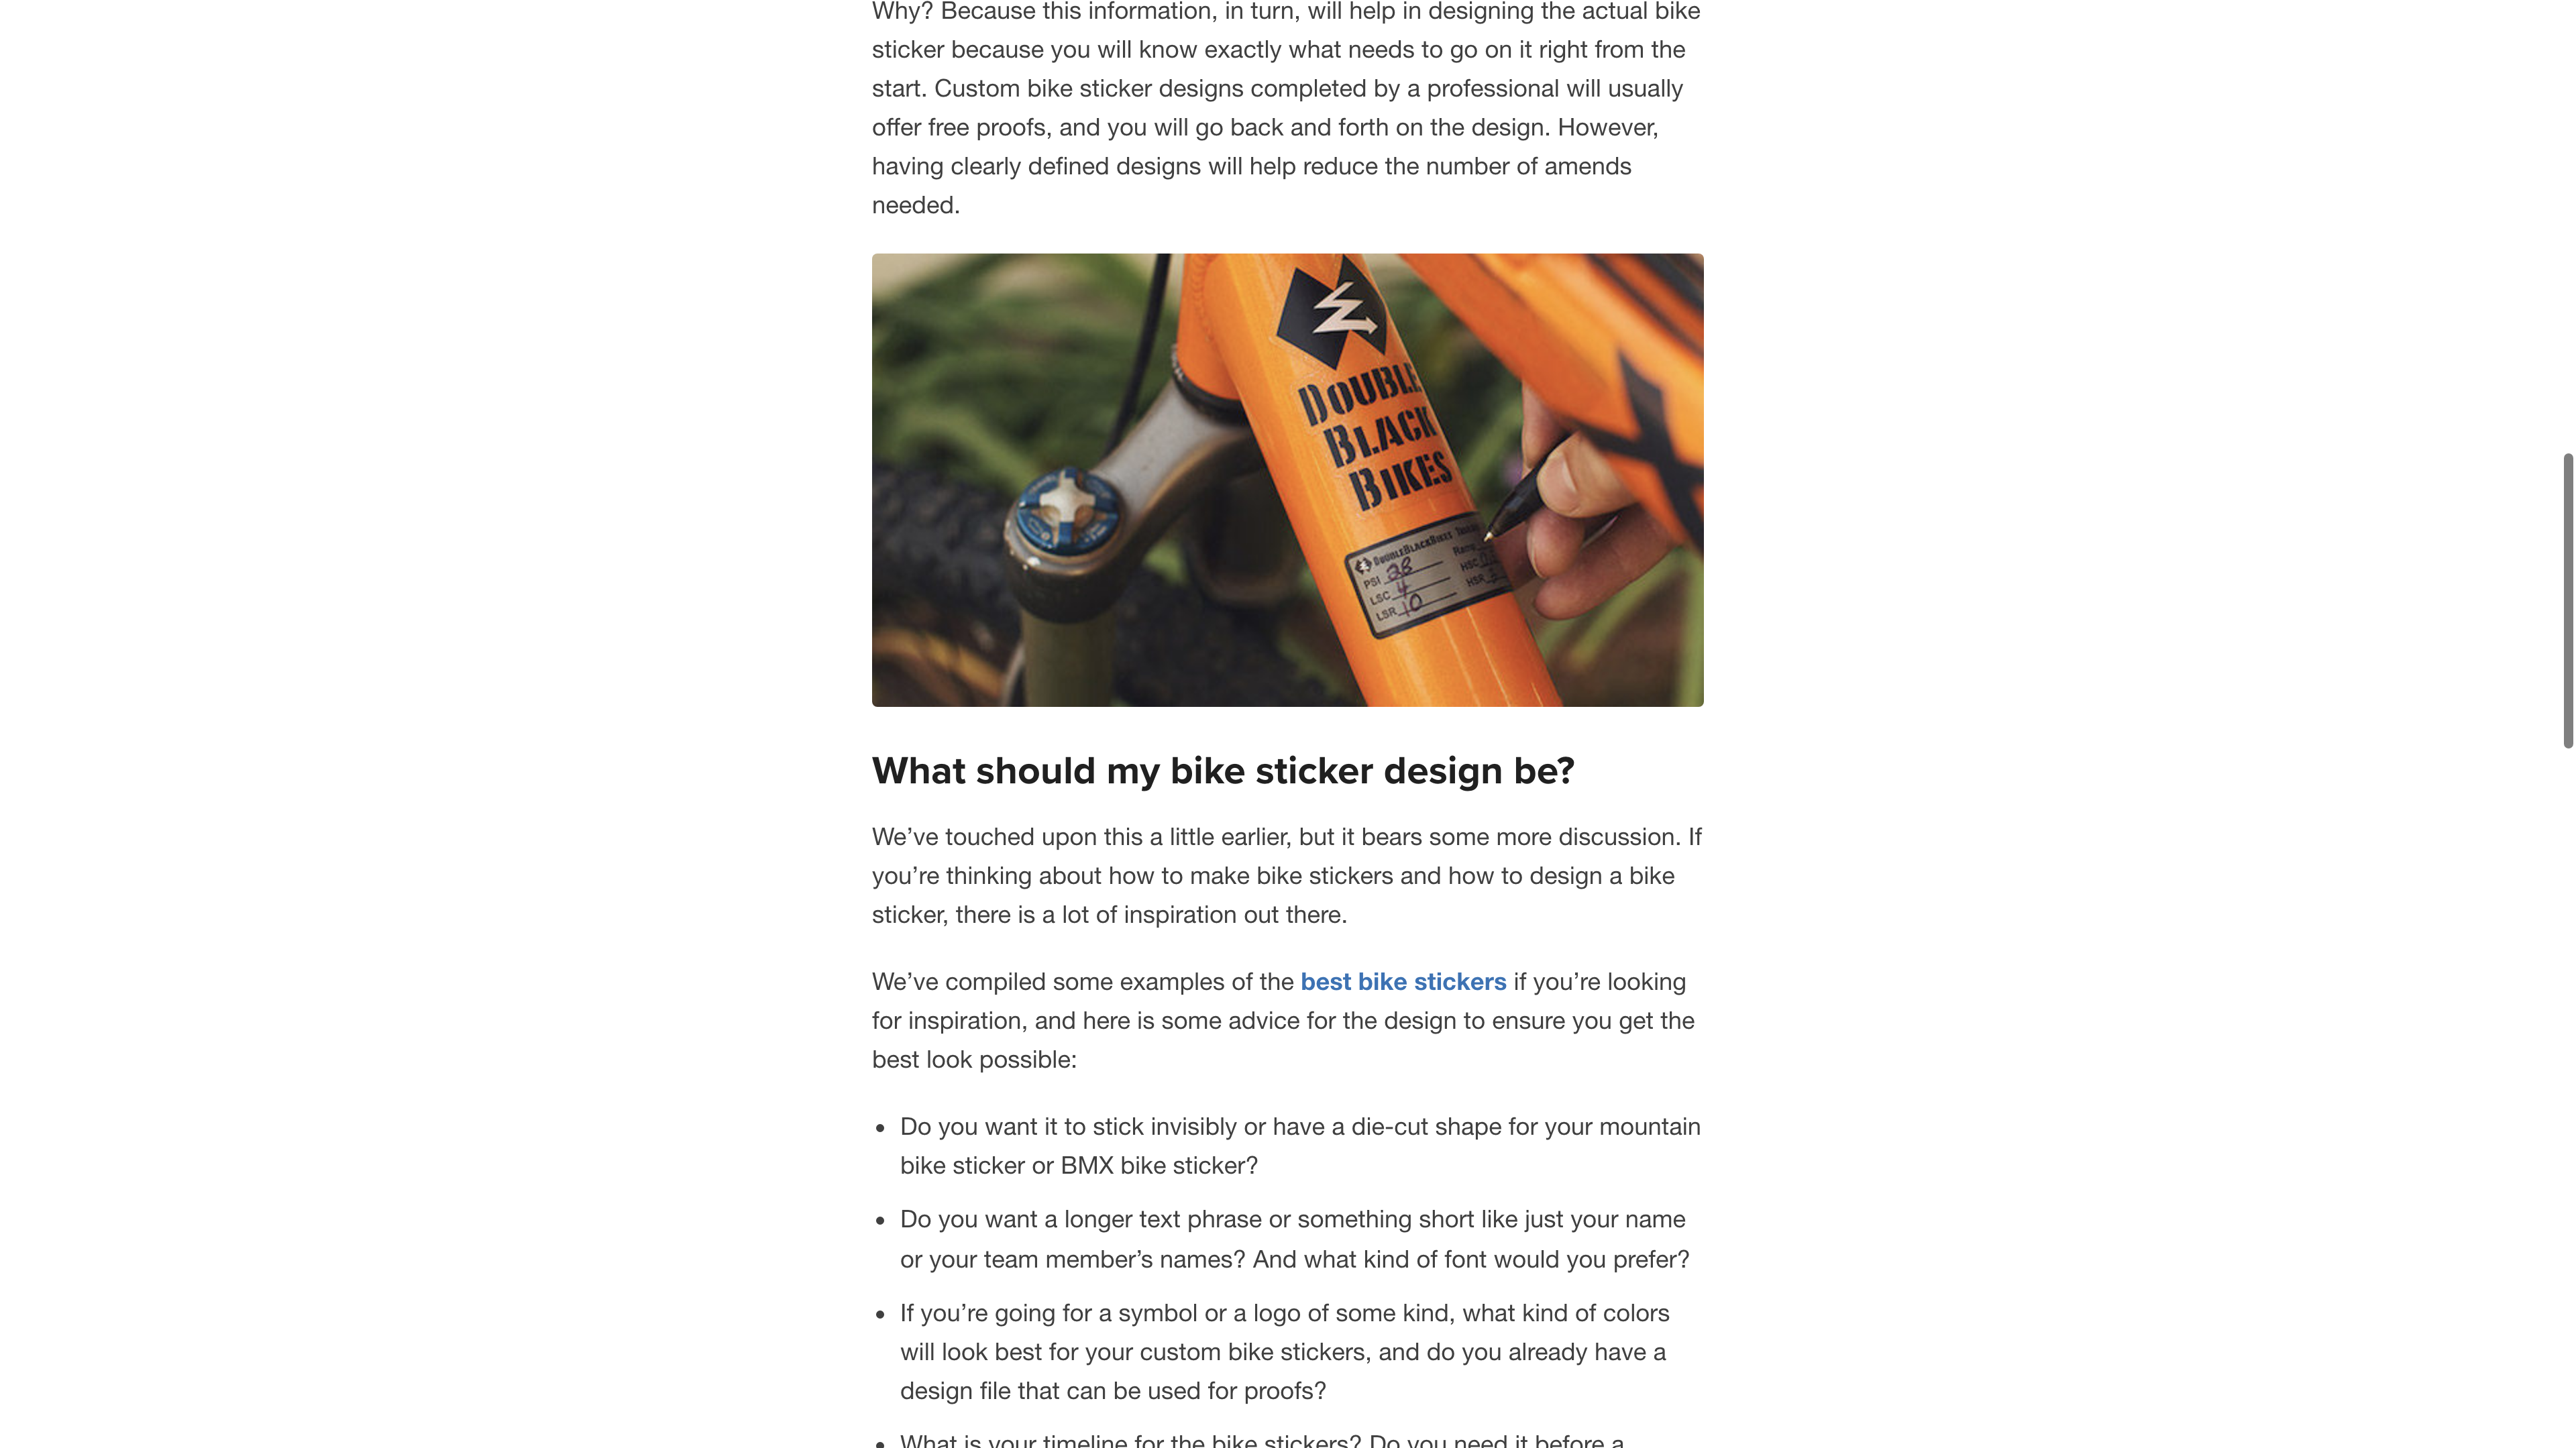 Why? Because this information, in turn, will help in designing the actual bike
sticker because you will know exactly what needs to go on it right from the
start. Custom bike sticker designs completed by a professional will usually
offer free proofs, and you will go back and forth on the design. However,
having clearly defined designs will help reduce the number of amends
needed.
DOUBLE
BLACK
BIKES
DOUBLEBLACKBIKES
PSI 38
LSC 4
LSR 10
Ramp
HSC
HSR
What should my bike sticker design be?
We’ve touched upon this a little earlier, but it bears some more discussion. If
you’re thinking about how to make bike stickers and how to design a bike
sticker, there is a lot of inspiration out there.
We’ve compiled some examples of the best bike stickers if you’re looking
for inspiration, and here is some advice for the design to ensure you get the
best look possible:
• Do you want it to stick invisibly or have a die-cut shape for your mountain
bike sticker or BMX bike sticker?
• Do you want a longer text phrase or something short like just your name
or your team member’s names? And what kind of font would you prefer?
• If you’re going for a symbol or a logo of some kind, what kind of colors
will look best for your custom bike stickers, and do you already have a
design file that can be used for proofs?
• What is your timeline for the bike stickers? Do you need it before a